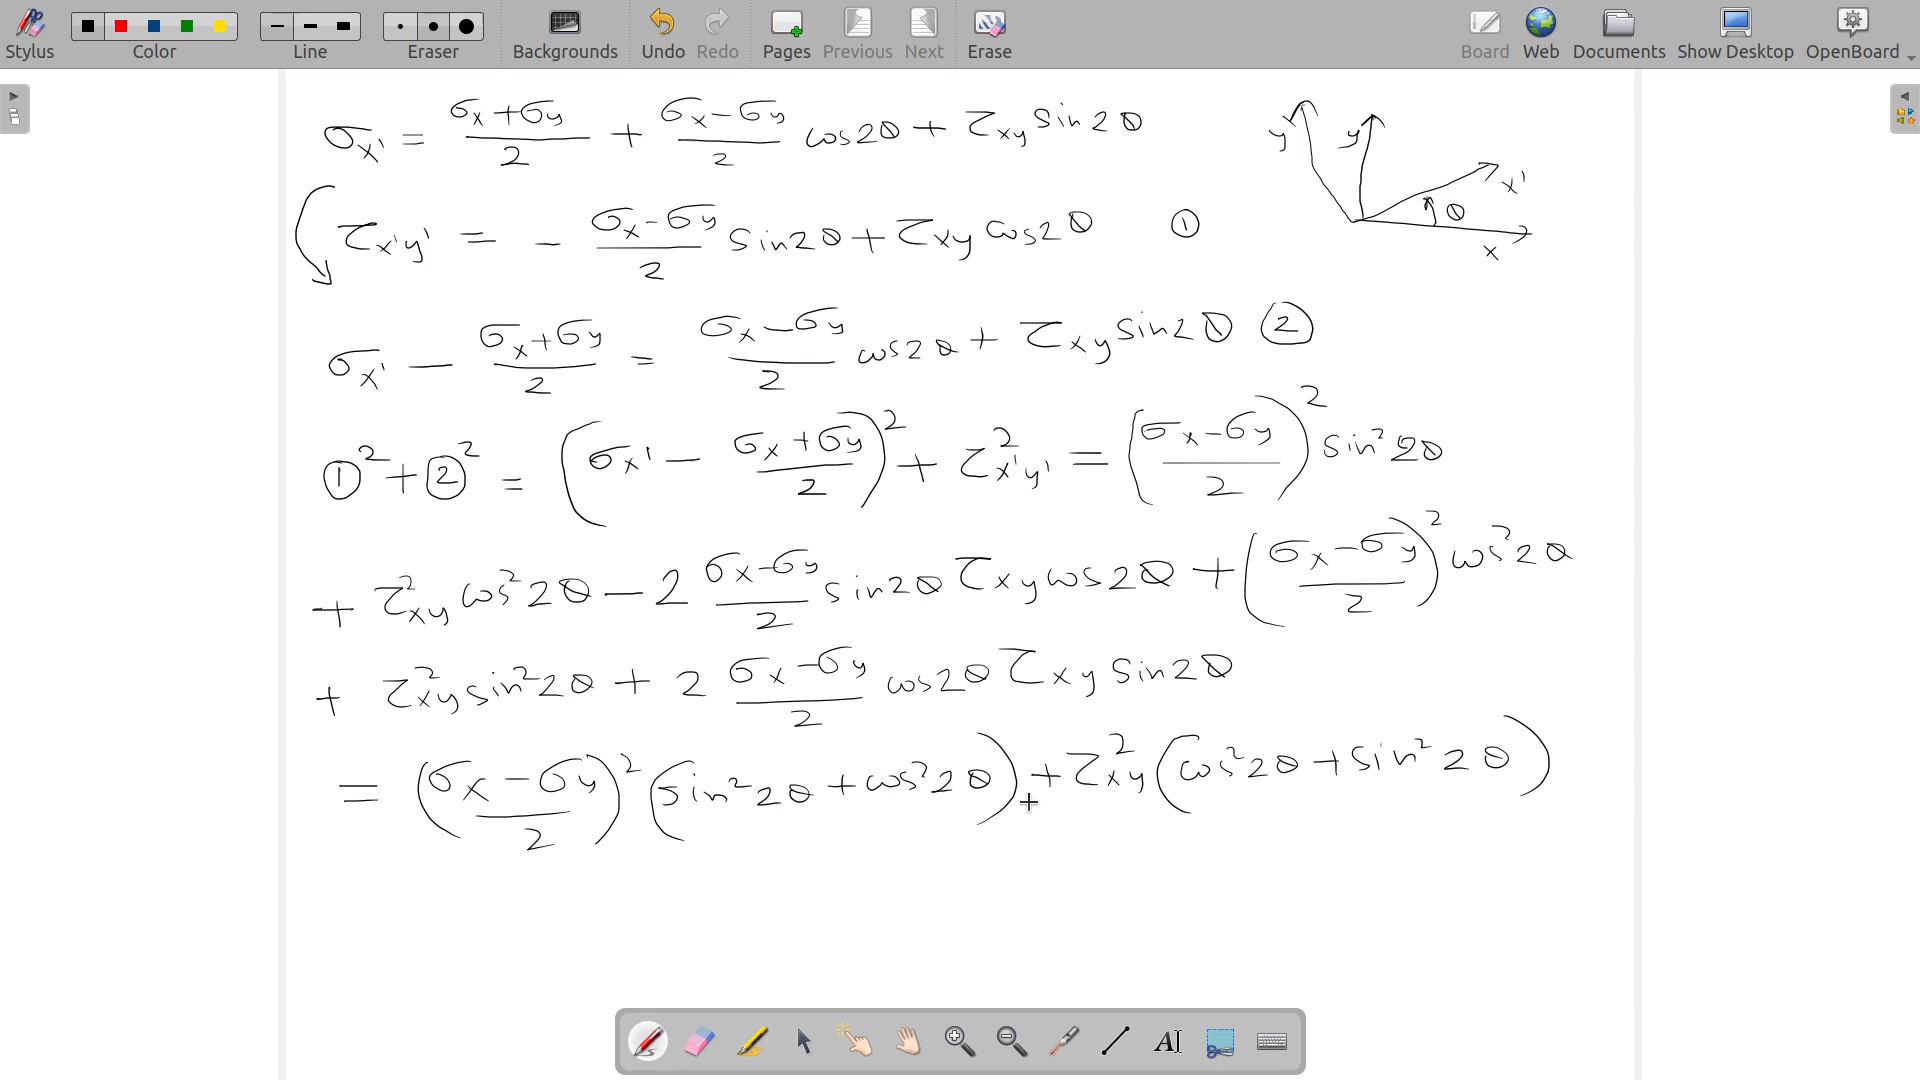 Stylus Color Line Eraser Backgrounds Undo Redo Pages Previous Next Erase Board Web Documents Show Desktop OpenBoard
σx' = (σx + σy)/2 + (σx − σy)/2 cos2θ + τxy sin2θ
y' y x' θ x
τx'y' = − (σx − σy)/2 sin2θ + τxy cos2θ ①
σx' − (σx + σy)/2 = (σx − σy)/2 cos2θ + τxy sin2θ ②
①² + ②² = (σx' − (σx + σy)/2)² + τ²x'y' = ((σx − σy)/2)² sin²2θ
+ τ²xy cos²2θ − 2 (σx − σy)/2 sin2θ τxy cos2θ + ((σx − σy)/2)² cos²2θ
+ τ²xy sin²2θ + 2 (σx − σy)/2 cos2θ τxy sin2θ
= ((σx − σy)/2)² (sin²2θ + cos²2θ) + τ²xy (cos²2θ + sin²2θ)